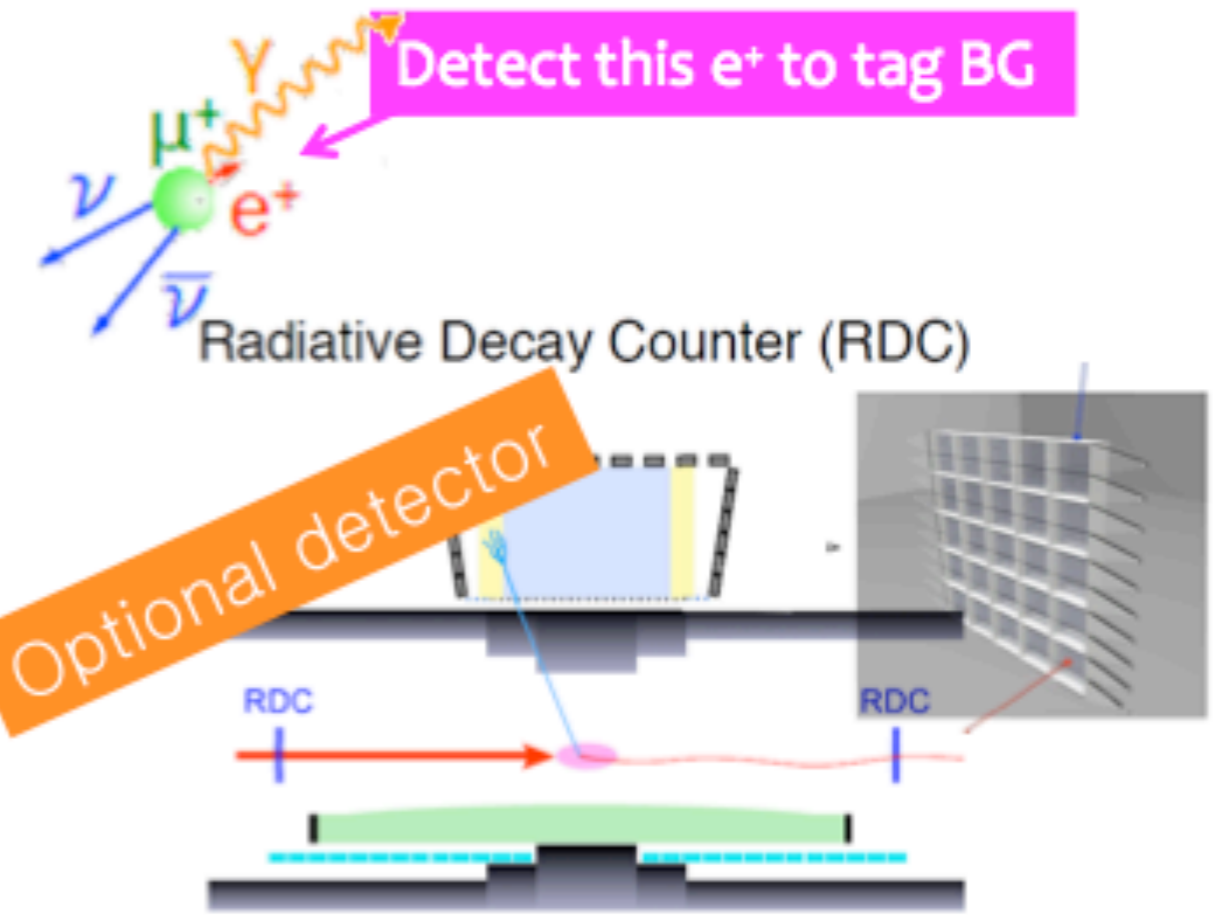 γ
Detect this e⁺ to tag BG
μ⁺
ν
e⁺
ν̅
Radiative Decay Counter (RDC)
Optional detector
RDC
RDC